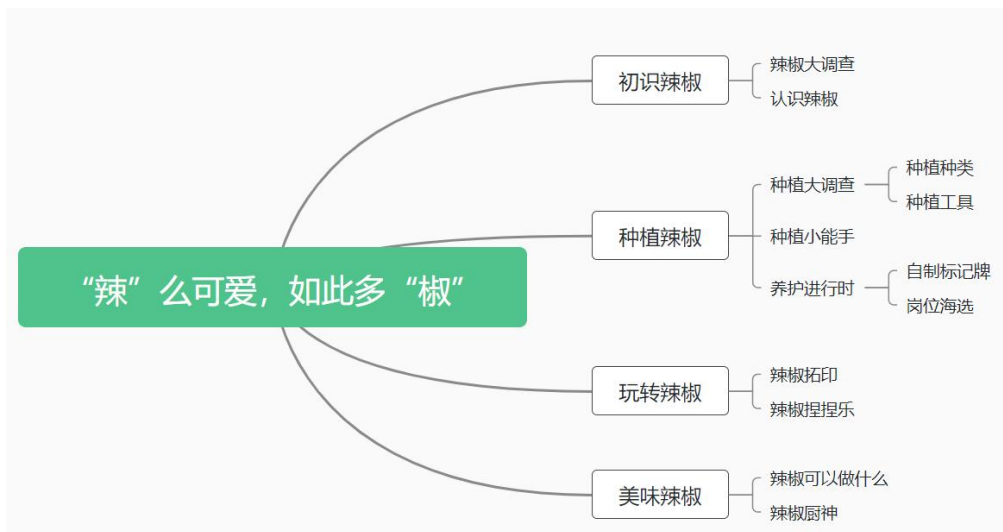 “辣”么可爱，如此多“椒”
初识辣椒
辣椒大调查
认识辣椒
种植辣椒
种植大调查
种植种类
种植工具
种植小能手
养护进行时
自制标记牌
岗位海选
玩转辣椒
辣椒拓印
辣椒捏捏乐
美味辣椒
辣椒可以做什么
辣椒厨神